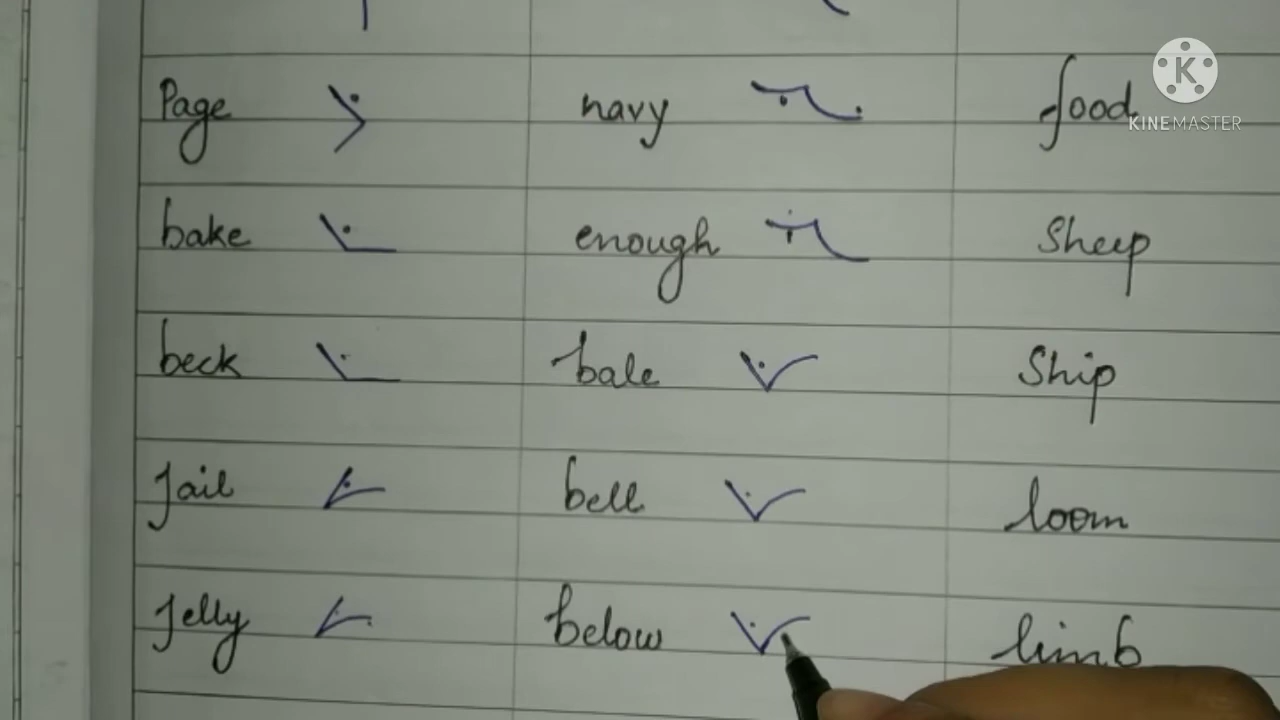 Page navy food
KINEMASTER
bake enough Sheep
beck bale Ship
Jail bell loom
Jelly below limb